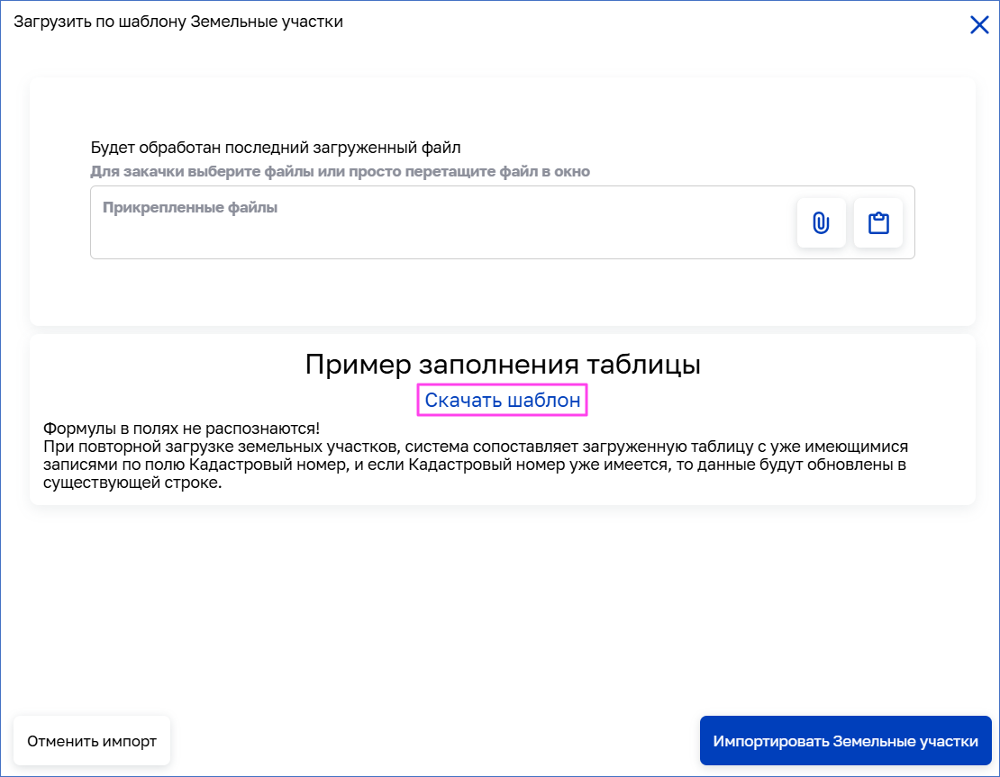 Загрузить по шаблону Земельные участки
Будет обработан последний загруженный файл
Для закачки выберите файлы или просто перетащите файл в окно
Прикрепленные файлы
Пример заполнения таблицы
Скачать шаблон
Формулы в полях не распознаются!
При повторной загрузке земельных участков, система сопоставляет загруженную таблицу с уже имеющимися
записями по полю Кадастровый номер, и если Кадастровый номер уже имеется, то данные будут обновлены в
существующей строке.
Отменить импорт
Импортировать Земельные участки